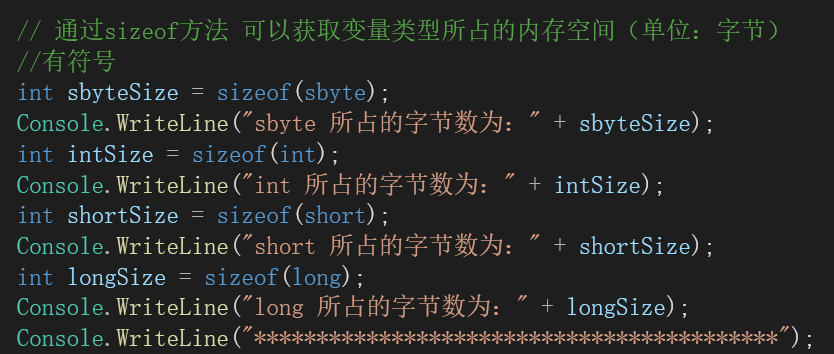 // 通过sizeof方法 可以获取变量类型所占的内存空间（单位：字节）
//有符号
int sbyteSize = sizeof(sbyte);
Console.WriteLine("sbyte 所占的字节数为：" + sbyteSize);
int intSize = sizeof(int);
Console.WriteLine("int 所占的字节数为：" + intSize);
int shortSize = sizeof(short);
Console.WriteLine("short 所占的字节数为：" + shortSize);
int longSize = sizeof(long);
Console.WriteLine("long 所占的字节数为：" + longSize);
Console.WriteLine("******************************************");